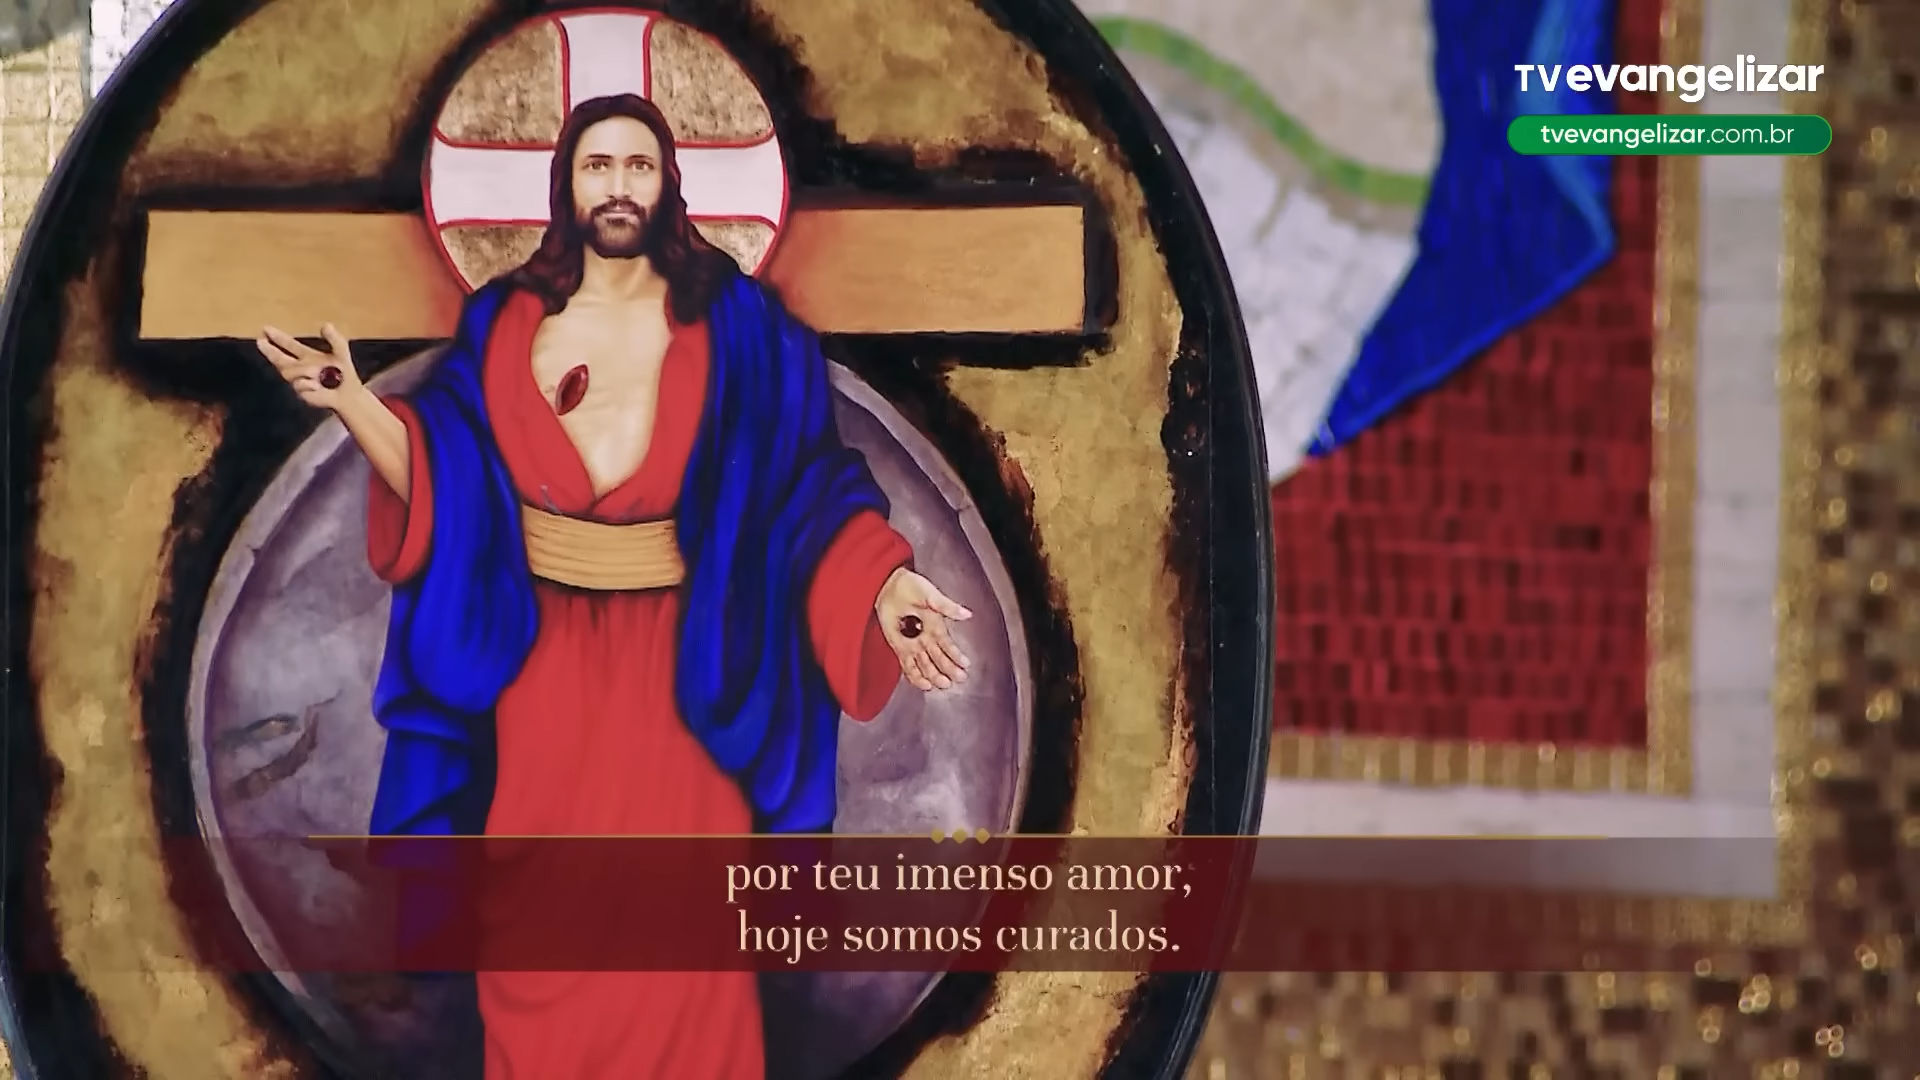 TVevangelizar
tvevangelizar.com.br
por teu imenso amor,
hoje somos curados.